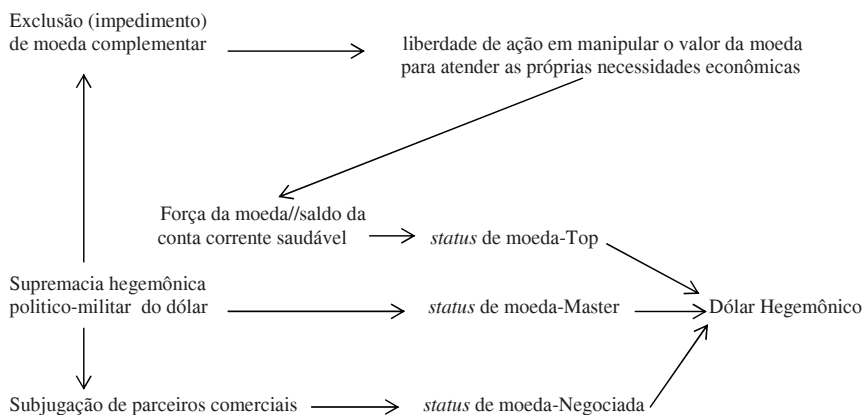 Exclusão (impedimento)
de moeda complementar
liberdade de ação em manipular o valor da moeda
para atender as próprias necessidades econômicas
Força da moeda//saldo da
conta corrente saudável
status de moeda-Top
Supremacia hegemônica
politico-militar do dólar
status de moeda-Master
Dólar Hegemônico
Subjugação de parceiros comerciais
status de moeda-Negociada